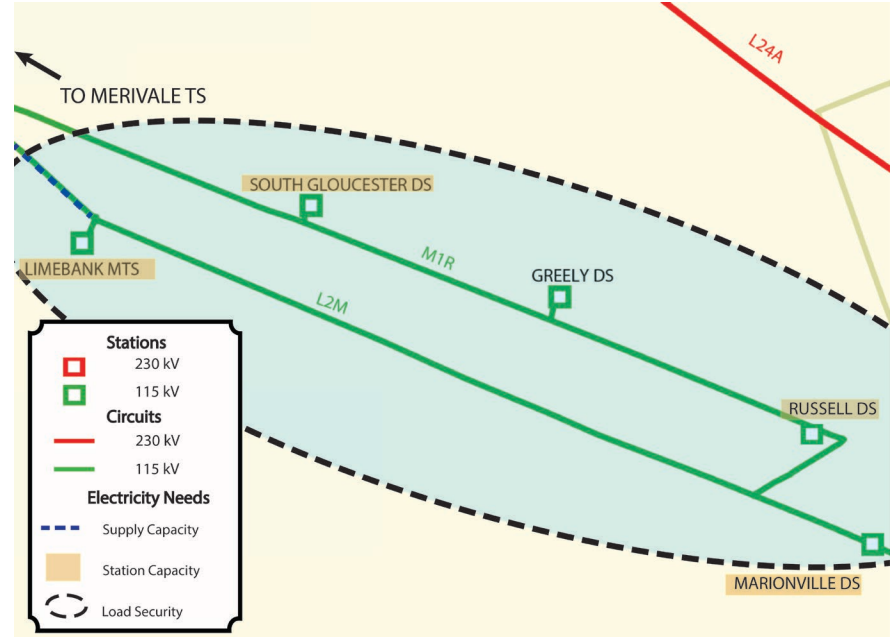 L24A
TO MERIVALE TS
SOUTH GLOUCESTER DS
M1R
GREELY DS
LIMEBANK MTS
L2M
RUSSELL DS
MARIONVILLE DS
Stations
230 kV
115 kV
Circuits
230 kV
115 kV
Electricity Needs
Supply Capacity
Station Capacity
Load Security